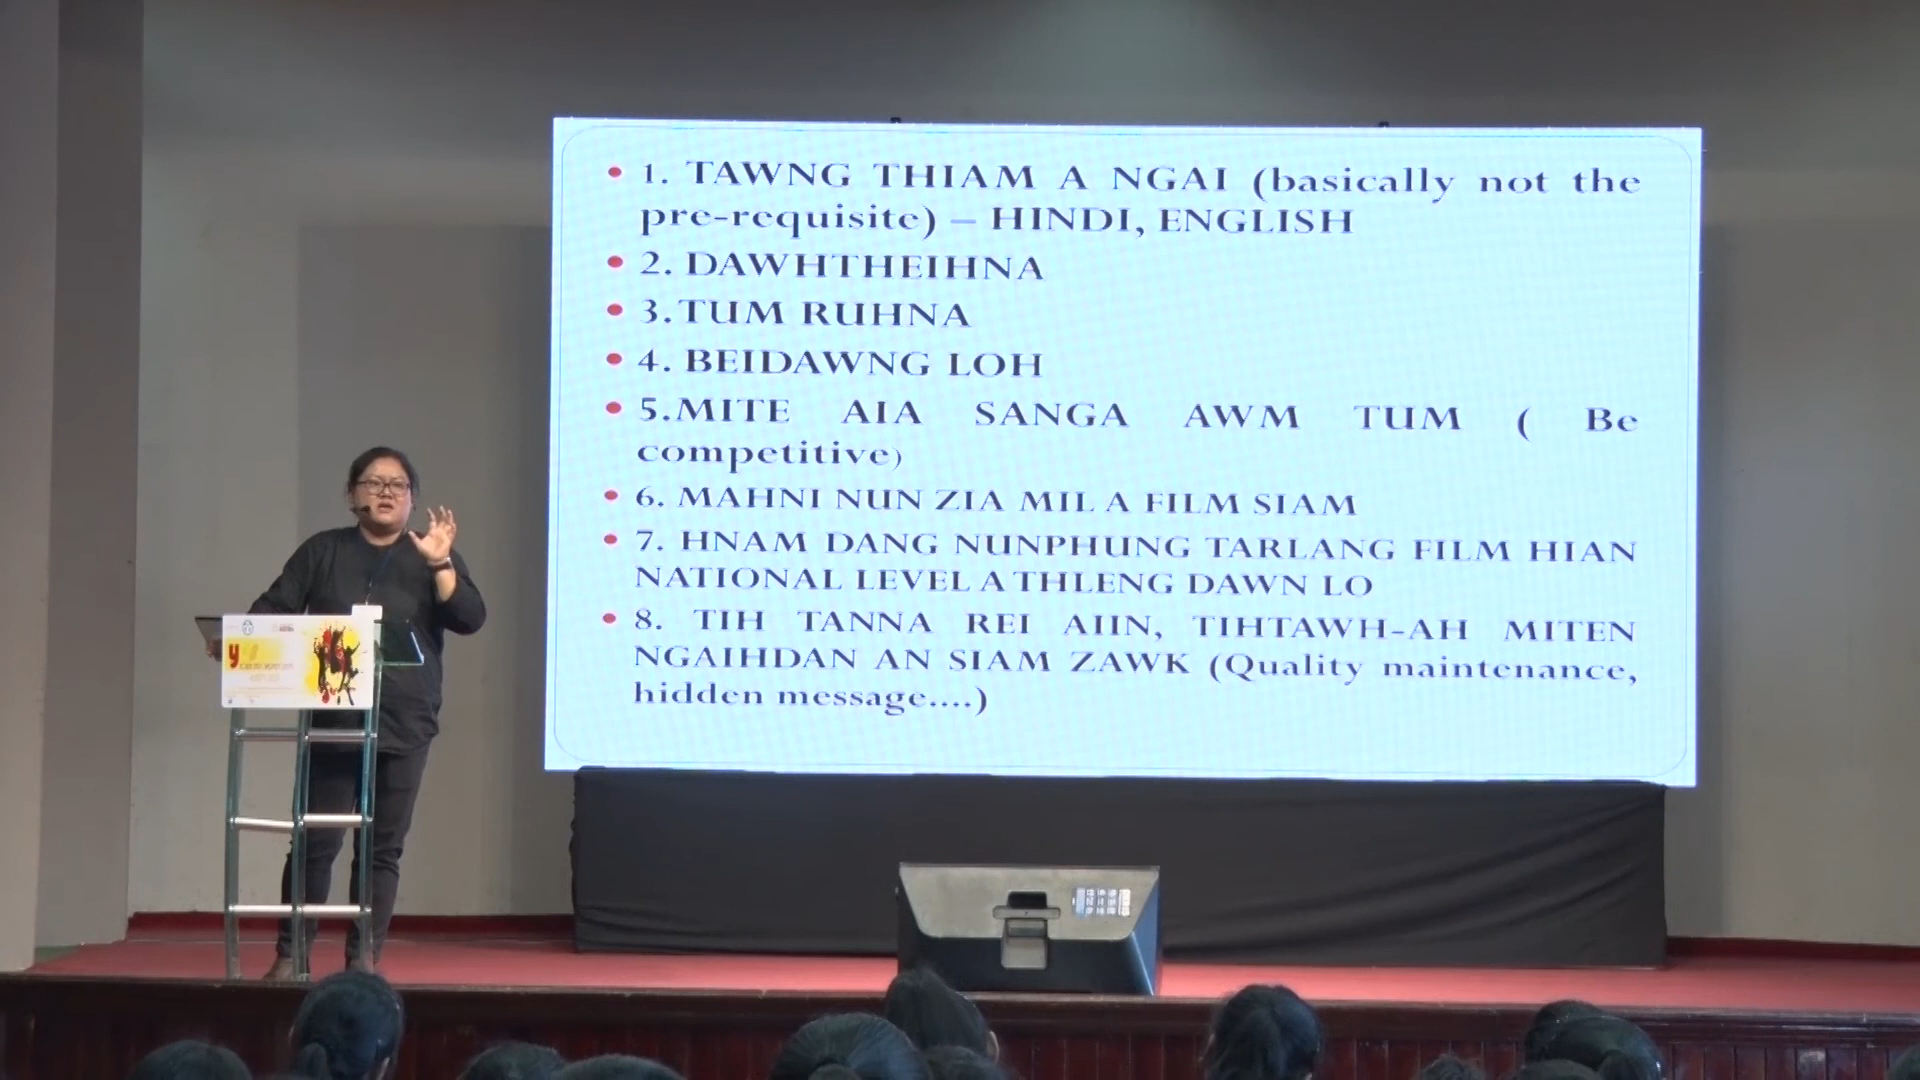 • 1. TAWNG THIAM A NGAI (basically not the
pre-requisite) – HINDI, ENGLISH
• 2. DAWHTHEIHNA
• 3.TUM RUHNA
• 4. BEIDAWNG LOH
• 5.MITE AIA SANGA AWM TUM ( Be
competitive)
• 6. MAHNI NUN ZIA MIL A FILM SIAM
• 7. HNAM DANG NUNPHUNG TARLANG FILM HIAN
NATIONAL LEVEL A THLENG DAWN LO
• 8. TIH TANNA REI AIIN, TIHTAWH-AH MITEN
NGAIHDAN AN SIAM ZAWK (Quality maintenance,
hidden message....)